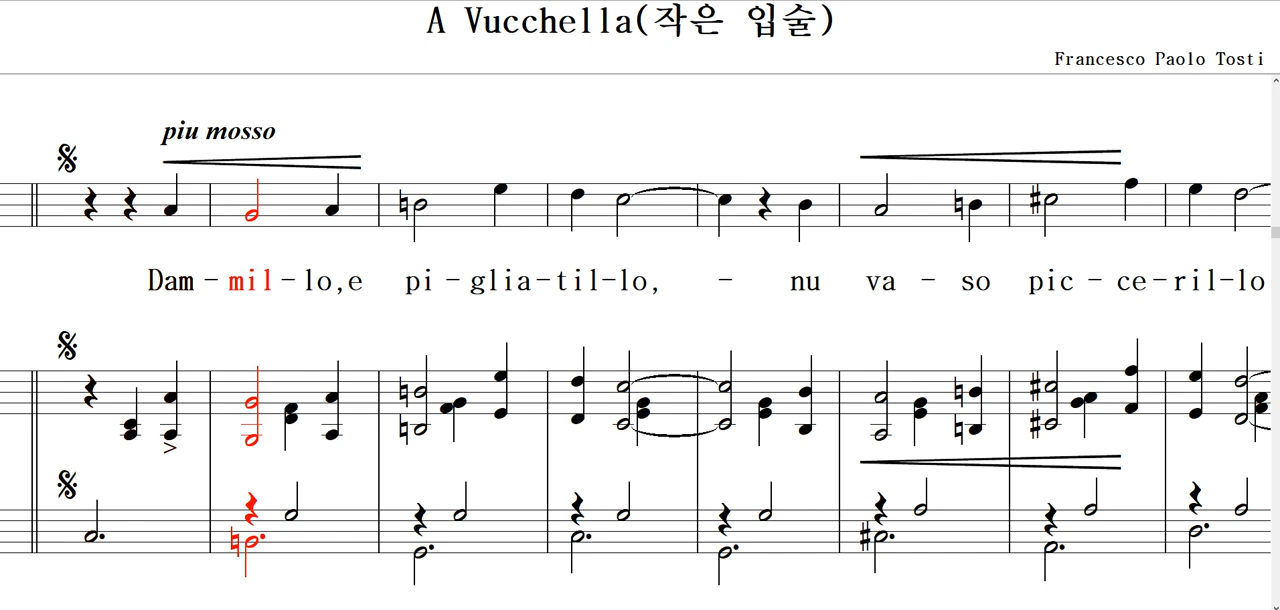 A Vucchella(작은 입술)
Francesco Paolo Tosti
piu mosso
Dam-mil-lo,e pi-glia-til-lo, - nu va-so pic-ce-ril-lo